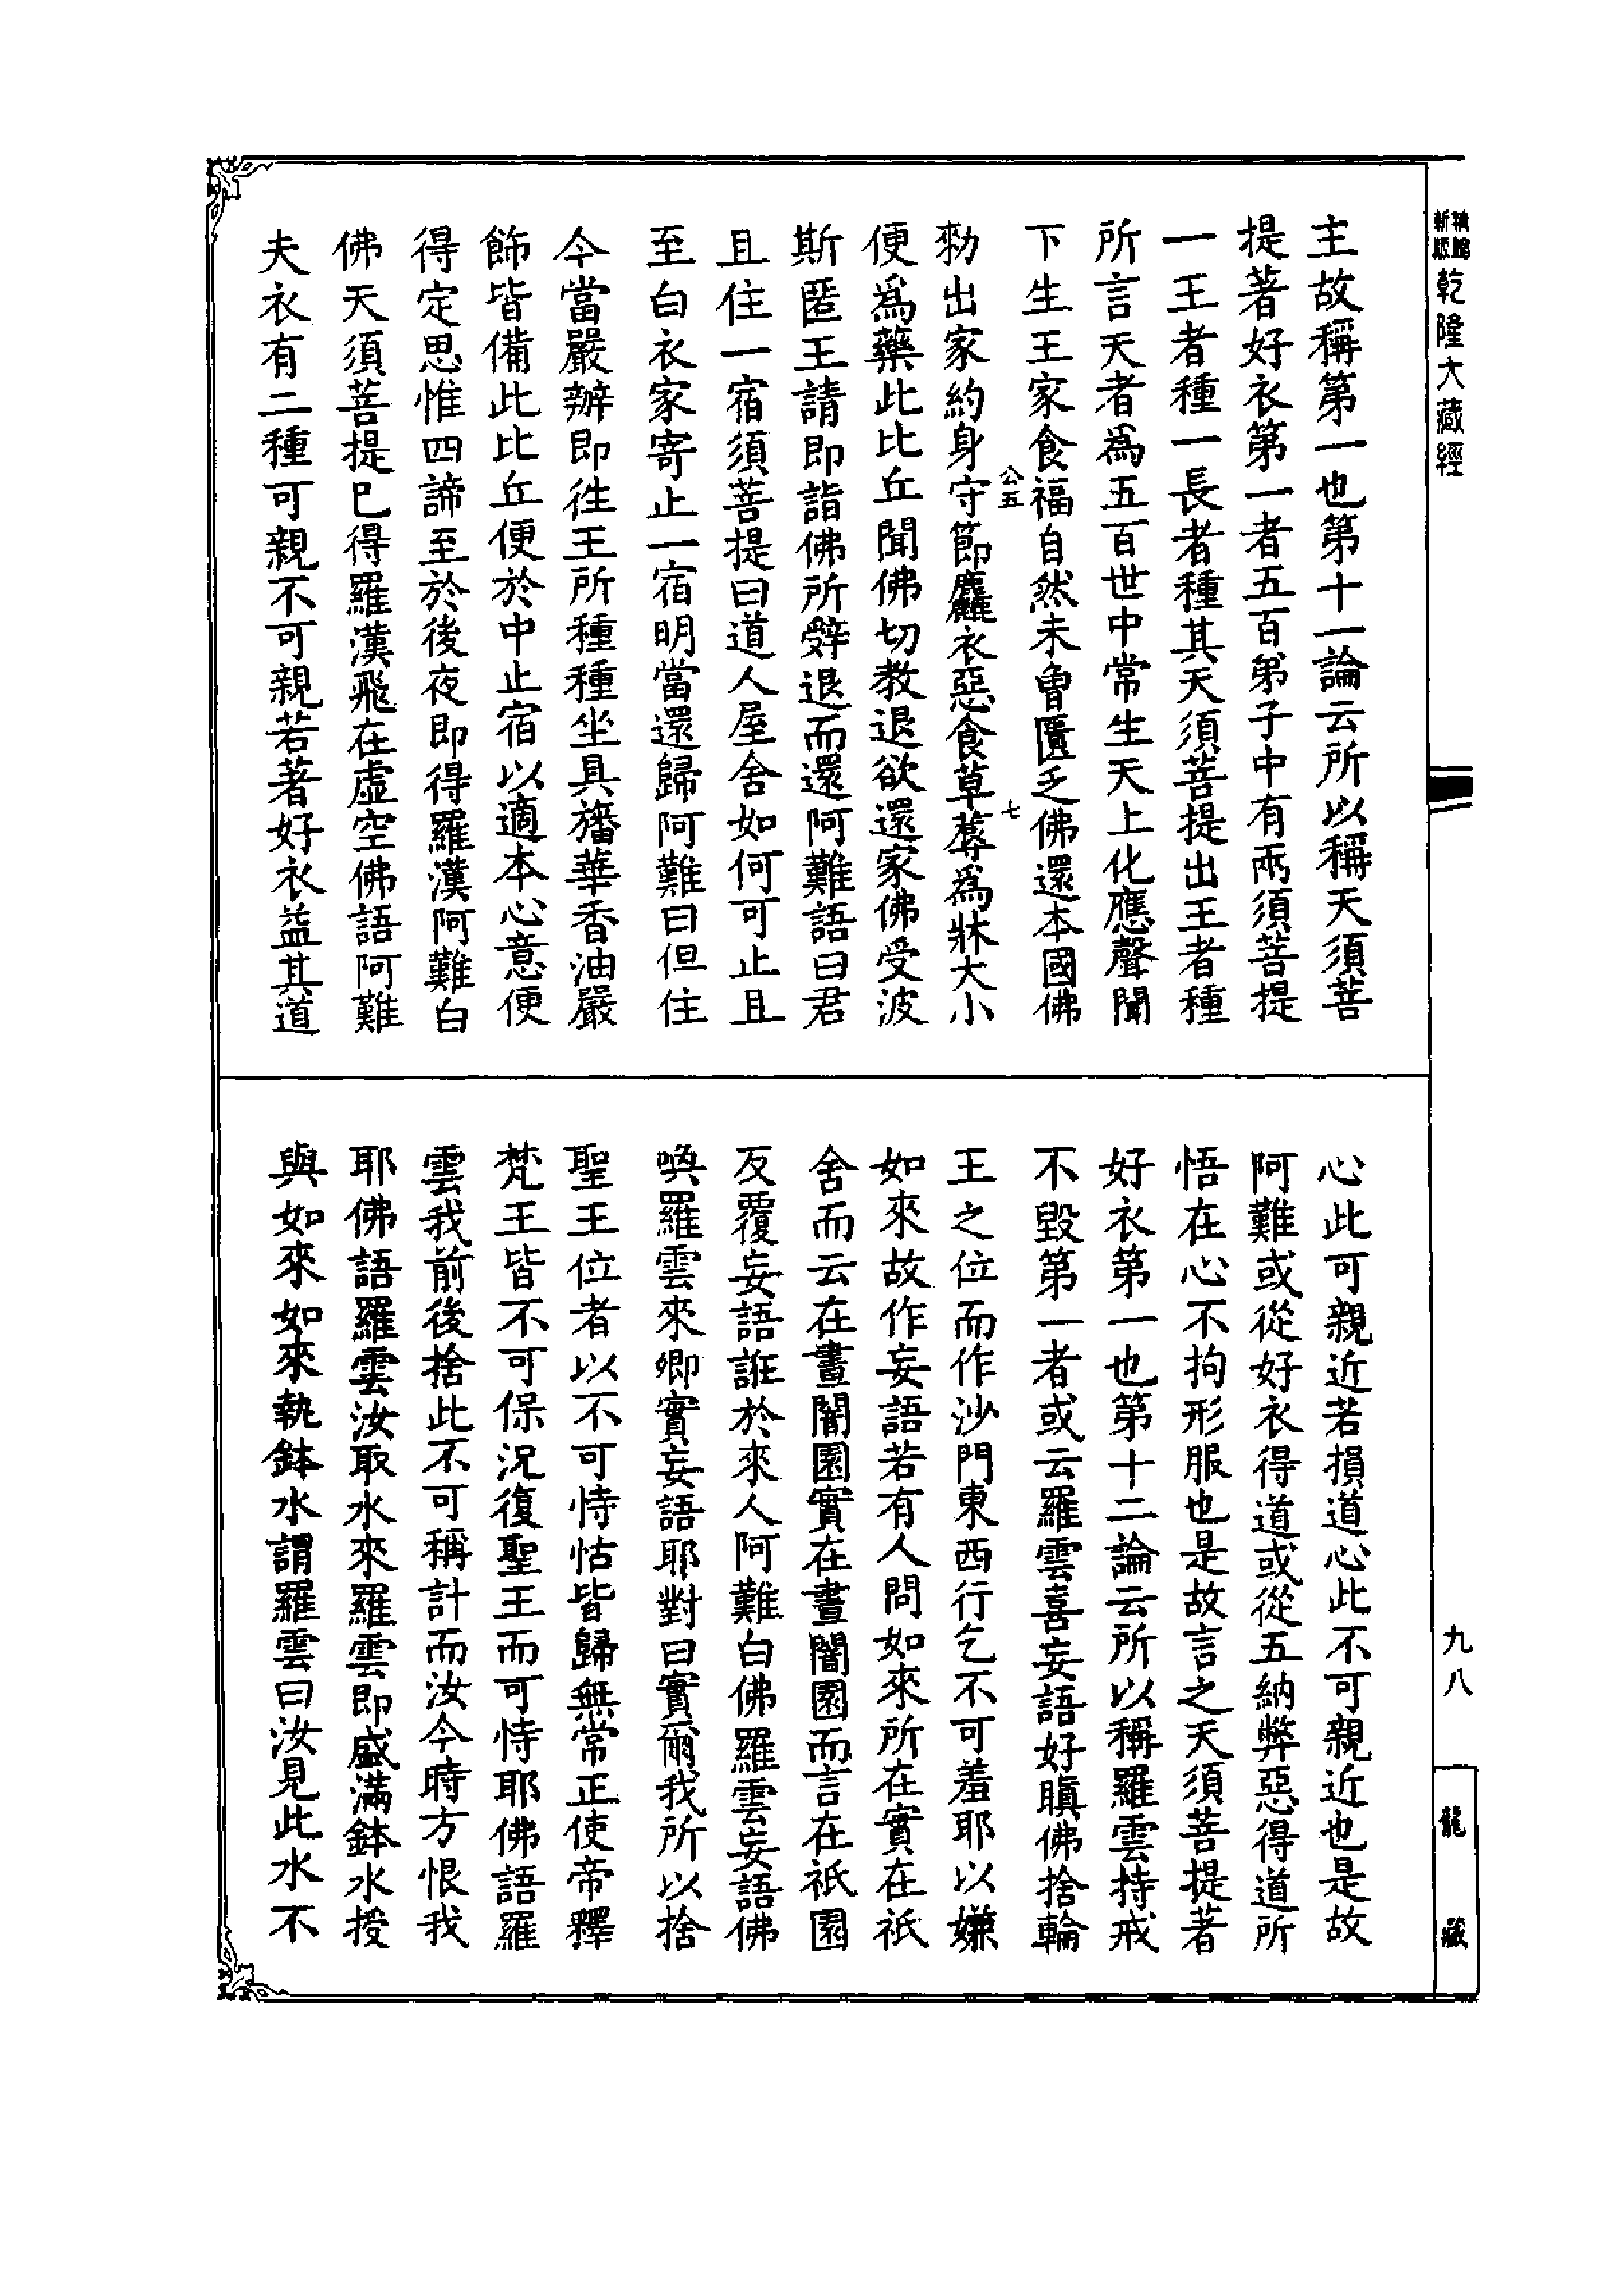 乾隆大藏經
主故稱第一也第十一論云所以稱天須菩
提著好衣第一者五百弟子中有兩須菩提
一王者種一長者種其天須菩提出王者種
所言天者爲五百世中常生天上化應聲聞
下生王家食福自然未曾匱乏佛還本國佛
公五
七
勑出家約身守節麤衣惡食草蓐爲牀大小
便爲藥此比丘聞佛切教退欲還家佛受波
斯匿王請即詣佛所辤退而還阿難語曰君
且住一宿須菩提曰道人屋舍如何可止且
至白衣家寄止一宿明當還歸阿難曰但住
今當嚴辦即徃王所種種坐具旛華香油嚴
飾皆備此比丘便於中止宿以適本心意便
得定思惟四諦至於後夜即得羅漢阿難白
佛天須菩提已得羅漢飛在虛空佛語阿難
夫衣有二種可親不可親若著好衣益其道
心此可親近若損道心此不可親近也是故
阿難或從好衣得道或從五納弊惡得道所
悟在心不拘形服也是故言之天須菩提著
好衣第一也第十二論云所以稱羅雲持戒
不毀第一者或云羅雲喜妄語好瞋佛捨輪
王之位而作沙門東西行乞不可羞耶以嫌
如來故作妄語若有人問如來所在實在祇
舍而云在晝闇園實在晝闇園而言在祇園
反覆妄語誑於來人阿難白佛羅雲妄語佛
喚羅雲來卿實妄語耶對曰實爾我所以捨
聖王位者以不可恃怙皆歸無常正使帝釋
梵王皆不可保況復聖王而可恃耶佛語羅
雲我前後捨此不可稱計而汝今時方恨我
耶佛語羅雲汝取水來羅雲即盛滿鉢水授
與如來如來執鉢水謂羅雲曰汝見此水不
九八
龍藏